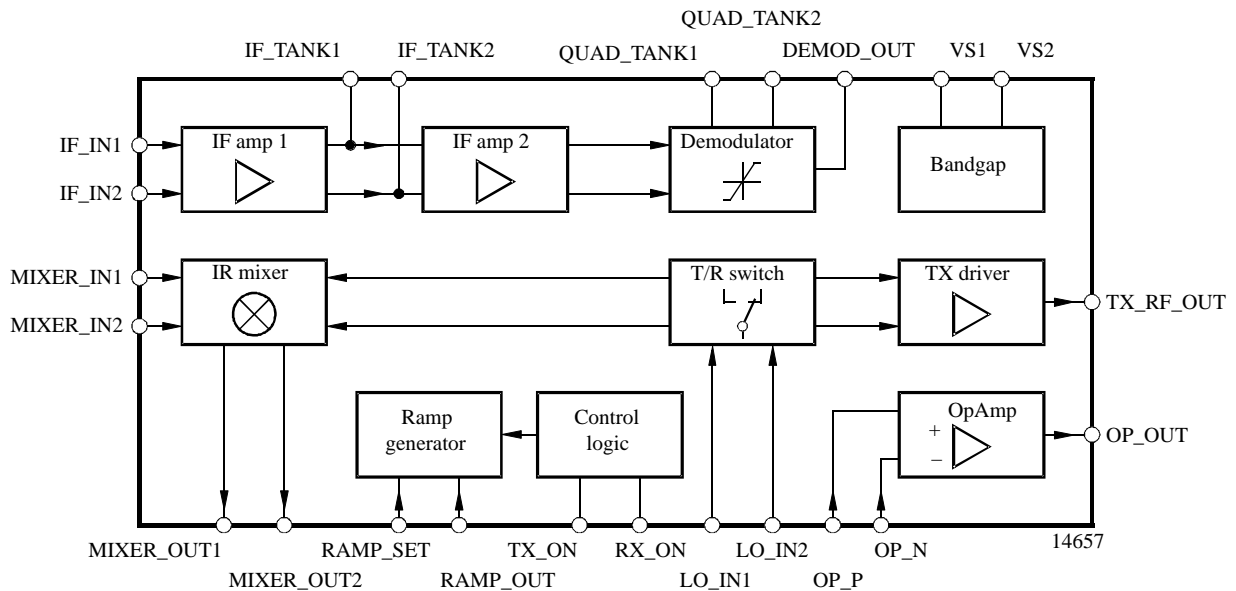 QUAD_TANK2
IF_TANK1
IF_TANK2
QUAD_TANK1
DEMOD_OUT
VS1
VS2
IF_IN1
IF_IN2
IF amp 1
IF amp 2
Demodulator
Bandgap
MIXER_IN1
MIXER_IN2
IR mixer
T/R switch
TX driver
TX_RF_OUT
Ramp
generator
Control
logic
OpAmp
+
−
OP_OUT
MIXER_OUT1
MIXER_OUT2
RAMP_SET
RAMP_OUT
TX_ON
RX_ON
LO_IN1
LO_IN2
OP_P
OP_N
14657